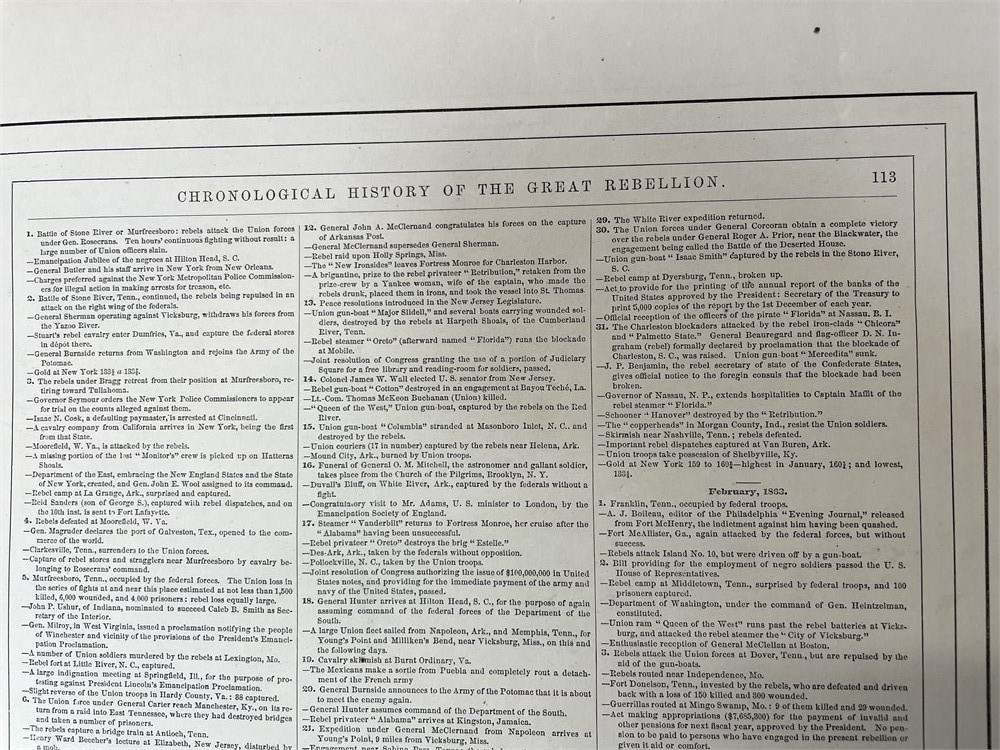 CHRONOLOGICAL HISTORY OF THE GREAT REBELLION.
113
1. Battle of Stone River or Murfreesboro: rebels attack the Union forces
under Gen. Rosecrans. Ten hours' continuous fighting without result: a
large number of Union officers slain.
—Emancipation Jubilee of the negroes at Hilton Head, S. C.
—General Butler and his staff arrive in New York from New Orleans.
—Charges preferred against the New York Metropolitan Police Commission-
ers for illegal action in making arrests for treason, etc.
2. Battle of Stone River, Tenn., continued, the rebels being repulsed in an
attack on the right wing of the federals.
—General Sherman operating against Vicksburg, withdraws his forces from
the Yazoo River.
—Stuart's rebel cavalry enter Dumfries, Va., and capture the federal stores
in dépôt there.
—General Burnside returns from Washington and rejoins the Army of the
Potomac.
—Gold at New York 133¾ a 133⅞.
3. The rebels under Bragg retreat from their position at Murfreesboro, re-
tiring toward Tullahoma.
—Governor Seymour orders the New York Police Commissioners to appear
for trial on the counts alleged against them.
—Isaac N. Cook, a defaulting paymaster, is arrested at Cincinnati.
—A cavalry company from California arrives in New York, being the first
from that State.
—Moorefield, W. Va., is attacked by the rebels.
—A missing portion of the lost "Monitor's" crew is picked up on Hatteras
Shoals.
—Department of the East, embracing the New England States and the State
of New York, created, and Gen. John E. Wool assigned to its command.
—Rebel camp at La Grange, Ark., surprised and captured.
—Reid Sanders (son of George S.), captured with rebel dispatches, and on
the 10th inst. is sent to Fort Lafayette.
4. Rebels defeated at Moorefield, W. Va.
—Gen. Magruder declares the port of Galveston, Tex., opened to the com-
merce of the world.
—Clarkesville, Tenn., surrenders to the Union forces.
—Capture of rebel stores and stragglers near Murfreesboro by cavalry be-
longing to Rosecrans' command.
5. Murfreesboro, Tenn., occupied by the federal forces. The Union loss in
the series of fights at and near this place estimated at not less than 1,500
killed, 6,000 wounded, and 4,000 prisoners: rebel loss equally large.
—John P. Ushur, of Indiana, nominated to succeed Caleb B. Smith as Sec-
retary of the Interior.
—Gen. Milroy, in West Virginia, issued a proclamation notifying the people
of Winchester and vicinity of the provisions of the President's Emanci-
pation Proclamation.
—A number of Union soldiers murdered by the rebels at Lexington, Mo.
—Rebel fort at Little River, N. C., captured.
—A large indignation meeting at Springfield, Ill., for the purpose of pro-
testing against President Lincoln's Emancipation Proclamation.
—Slight reverse of the Union troops in Hardy County, Va.: 38 captured.
6. The Union force under General Carter reach Manchester, Ky., on its re-
turn from a raid into East Tennessee, where they had destroyed bridges
and taken a number of prisoners.
—The rebels capture a bridge train at Antioch, Tenn.
—Henry Ward Beecher's lecture at Elizabeth, New Jersey, disturbed by
a mob.
12. General John A. McClernand congratulates his forces on the capture
of Arkansas Post.
—General McClernand supersedes General Sherman.
—Rebel raid upon Holly Springs, Miss.
—The "New Ironsides" leaves Fortress Monroe for Charleston Harbor.
—A brigantine, prize to the rebel privateer "Retribution," retaken from the
prize-crew by a Yankee woman, wife of the captain, who made the
rebels drunk, placed them in irons, and took the vessel into St. Thomas.
13. Peace resolutions introduced in the New Jersey Legislature.
—Union gun-boat "Major Slidell," and several boats carrying wounded sol-
diers, destroyed by the rebels at Harpeth Shoals, of the Cumberland
River, Tenn.
—Rebel steamer "Oreto" (afterward named "Florida") runs the blockade
at Mobile.
—Joint resolution of Congress granting the use of a portion of Judiciary
Square for a free library and reading-room for soldiers, passed.
14. Colonel James W. Wall elected U. S. senator from New Jersey.
—Rebel gun-boat "Cotton" destroyed in an engagement at Bayou Teché, La.
—Lt.-Com. Thomas McKeon Buchanan (Union) killed.
—"Queen of the West," Union gun-boat, captured by the rebels on the Red
River.
15. Union gun-boat "Columbia" stranded at Masonboro Inlet, N. C., and
destroyed by the rebels.
—Union couriers (17 in number) captured by the rebels near Helena, Ark.
—Mound City, Ark., burned by Union troops.
16. Funeral of General O. M. Mitchell, the astronomer and gallant soldier,
takes place from the Church of the Pilgrims, Brooklyn, N. Y.
—Duvall's Bluff, on White River, Ark., captured by the federals without a
fight.
—Congratulatory visit to Mr. Adams, U. S. minister to London, by the
Emancipation Society of England.
17. Steamer "Vanderbilt" returns to Fortress Monroe, her cruise after the
"Alabama" having been unsuccessful.
—Rebel privateer "Oreto" destroys the brig "Estelle."
—Des-Ark, Ark., taken by the federals without opposition.
—Pollockville, N. C., taken by the Union troops.
—Joint resolution of Congress authorizing the issue of $100,000,000 in United
States notes, and providing for the immediate payment of the army and
navy of the United States, passed.
18. General Hunter arrives at Hilton Head, S. C., for the purpose of again
assuming command of the federal forces of the Department of the
South.
—A large Union fleet sailed from Napoleon, Ark., and Memphis, Tenn., for
Young's Point and Milliken's Bend, near Vicksburg, Miss., on this and
the following days.
19. Cavalry skirmish at Burnt Ordinary, Va.
—The Mexicans make a sortie from Puebla and completely rout a detach-
ment of the French army
20. General Burnside announces to the Army of the Potomac that it is about
to meet the enemy again.
—General Hunter assumes command of the Department of the South.
—Rebel privateer "Alabama" arrives at Kingston, Jamaica.
21. Expedition under General McClernand from Napoleon arrives at
Young's Point, 9 miles from Vicksburg, Miss.
29. The White River expedition returned.
30. The Union forces under General Corcoran obtain a complete victory
over the rebels under General Roger A. Prior, near the Blackwater, the
engagement being called the Battle of the Deserted House.
—Union gun-boat "Isaac Smith" captured by the rebels in the Stono River,
S. C.
—Rebel camp at Dyersburg, Tenn., broken up.
—Act to provide for the printing of the annual report of the banks of the
United States approved by the President: Secretary of the Treasury to
print 5,000 copies of the report by the 1st December of each year.
—Official reception of the officers of the pirate "Florida" at Nassau, B. I.
31. The Charleston blockaders attacked by the rebel iron-clads "Chicora"
and "Palmetto State." General Beauregard and flag-officer D. N. In-
graham (rebel) formally declared by proclamation that the blockade of
Charleston, S. C., was raised. Union gun-boat "Mercedita" sunk.
—J. P. Benjamin, the rebel secretary of state of the Confederate States,
gives official notice to the foregin consuls that the blockade had been
broken.
—Governor of Nassau, N. P., extends hospitalities to Captain Maffit of the
rebel steamer "Florida."
—Schooner "Hanover" destroyed by the "Retribution."
—The "copperheads" in Morgan County, Ind., resist the Union soldiers.
—Skirmish near Nashville, Tenn.; rebels defeated.
—Important rebel dispatches captured at Van Buren, Ark.
—Union troops take possession of Shelbyville, Ky.
—Gold at New York 159 to 160½—highest in January, 160½; and lowest,
133¾.
February, 1863.
1. Franklin, Tenn., occupied by federal troops.
—A. J. Boileau, editor of the Philadelphia "Evening Journal," released
from Fort McHenry, the indictment against him having been quashed.
—Fort McAllister, Ga., again attacked by the federal forces, but without
success.
—Rebels attack Island No. 10, but were driven off by a gun-boat.
2. Bill providing for the employment of negro soldiers passed the U. S.
House of Representatives.
—Rebel camp at Middletown, Tenn., surprised by federal troops, and 100
prisoners captured.
—Department of Washington, under the command of Gen. Heintzelman,
constituted.
—Union ram "Queen of the West" runs past the rebel batteries at Vicks-
burg, and attacked the rebel steamer the "City of Vicksburg."
—Enthusiastic reception of General McClellan at Boston.
3. Rebels attack the Union forces at Dover, Tenn., but are repulsed by the
aid of the gun-boats.
—Rebels routed near Independence, Mo.
—Fort Donelson, Tenn., invested by the rebels, who are defeated and driven
back with a loss of 150 killed and 300 wounded.
—Guerrillas routed at Mingo Swamp, Mo.: 9 of them killed and 29 wounded.
—Act making appropriations ($7,685,300) for the payment of invalid and
other pensions for next fiscal year, approved by the President. No pen-
sion to be paid to persons who have engaged in the present rebellion or
given it aid or comfort.